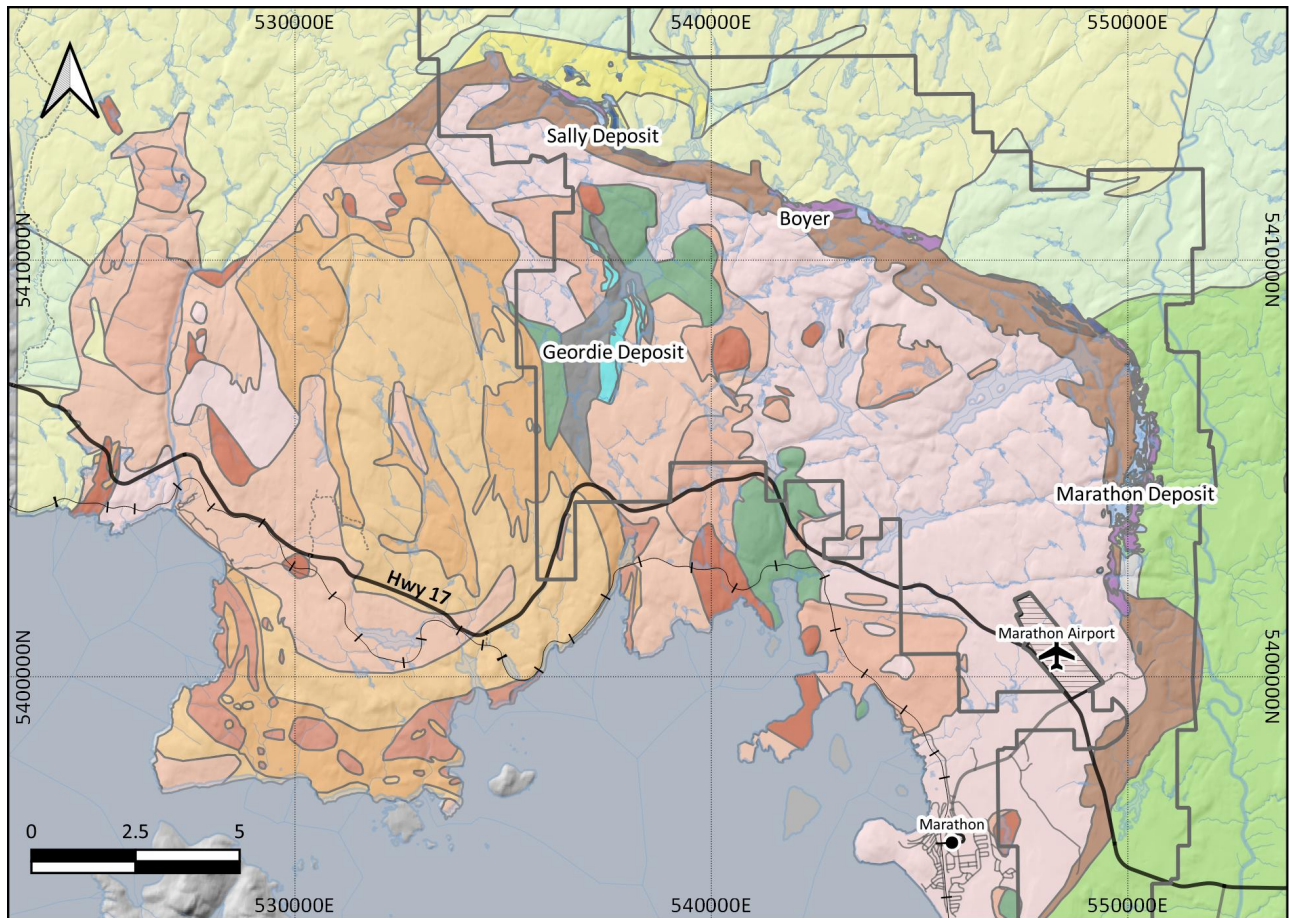 530000E
540000E
550000E
Sally Deposit
Boyer
5410000N
5410000N
Geordie Deposit
Marathon Deposit
Hwy 17
Marathon Airport
5400000N
5400000N
Marathon
0 2.5 5
530000E
540000E
550000E